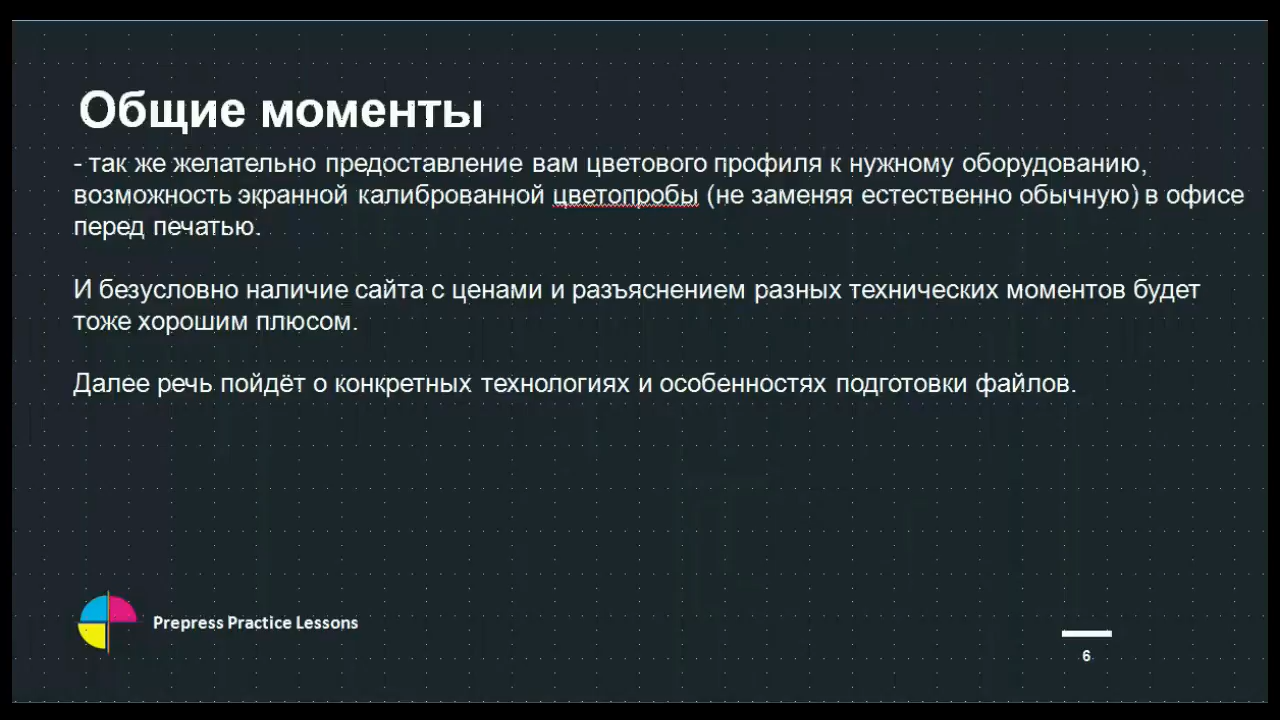 Общие моменты
- так же желательно предоставление вам цветового профиля к нужному оборудованию,
возможность экранной калиброванной цветопробы (не заменяя естественно обычную) в офисе
перед печатью.
И безусловно наличие сайта с ценами и разъяснением разных технических моментов будет
тоже хорошим плюсом.
Далее речь пойдёт о конкретных технологиях и особенностях подготовки файлов.
Prepress Practice Lessons
6